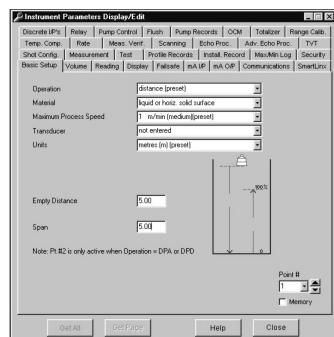 Instrument Parameters Display/Edit
Discrete I/P's Relay Pump Control Flush Pump Records OCM Totalizer Range Calib.
Temp. Comp. Rate Meas. Verif. Scanning Echo Proc. Adv. Echo Proc. TVT
Shot Config. Measurement Test Profile Records Install. Record Max/Min Log Security
Basic Setup Volume Reading Display Failsafe mA I/P mA O/P Communications SmartLinx
Operation distance (preset)
Material liquid or horiz. solid surface
Maximum Process Speed 1 m/min (medium)(preset)
Transducer not entered
Units metres (m) (preset)
100%
Empty Distance 5.00
Span 5.00
0
Note: Pt #2 is only active when Operation = DPA or DPD
Point #
1
Memory
Get All Get Page Help Close